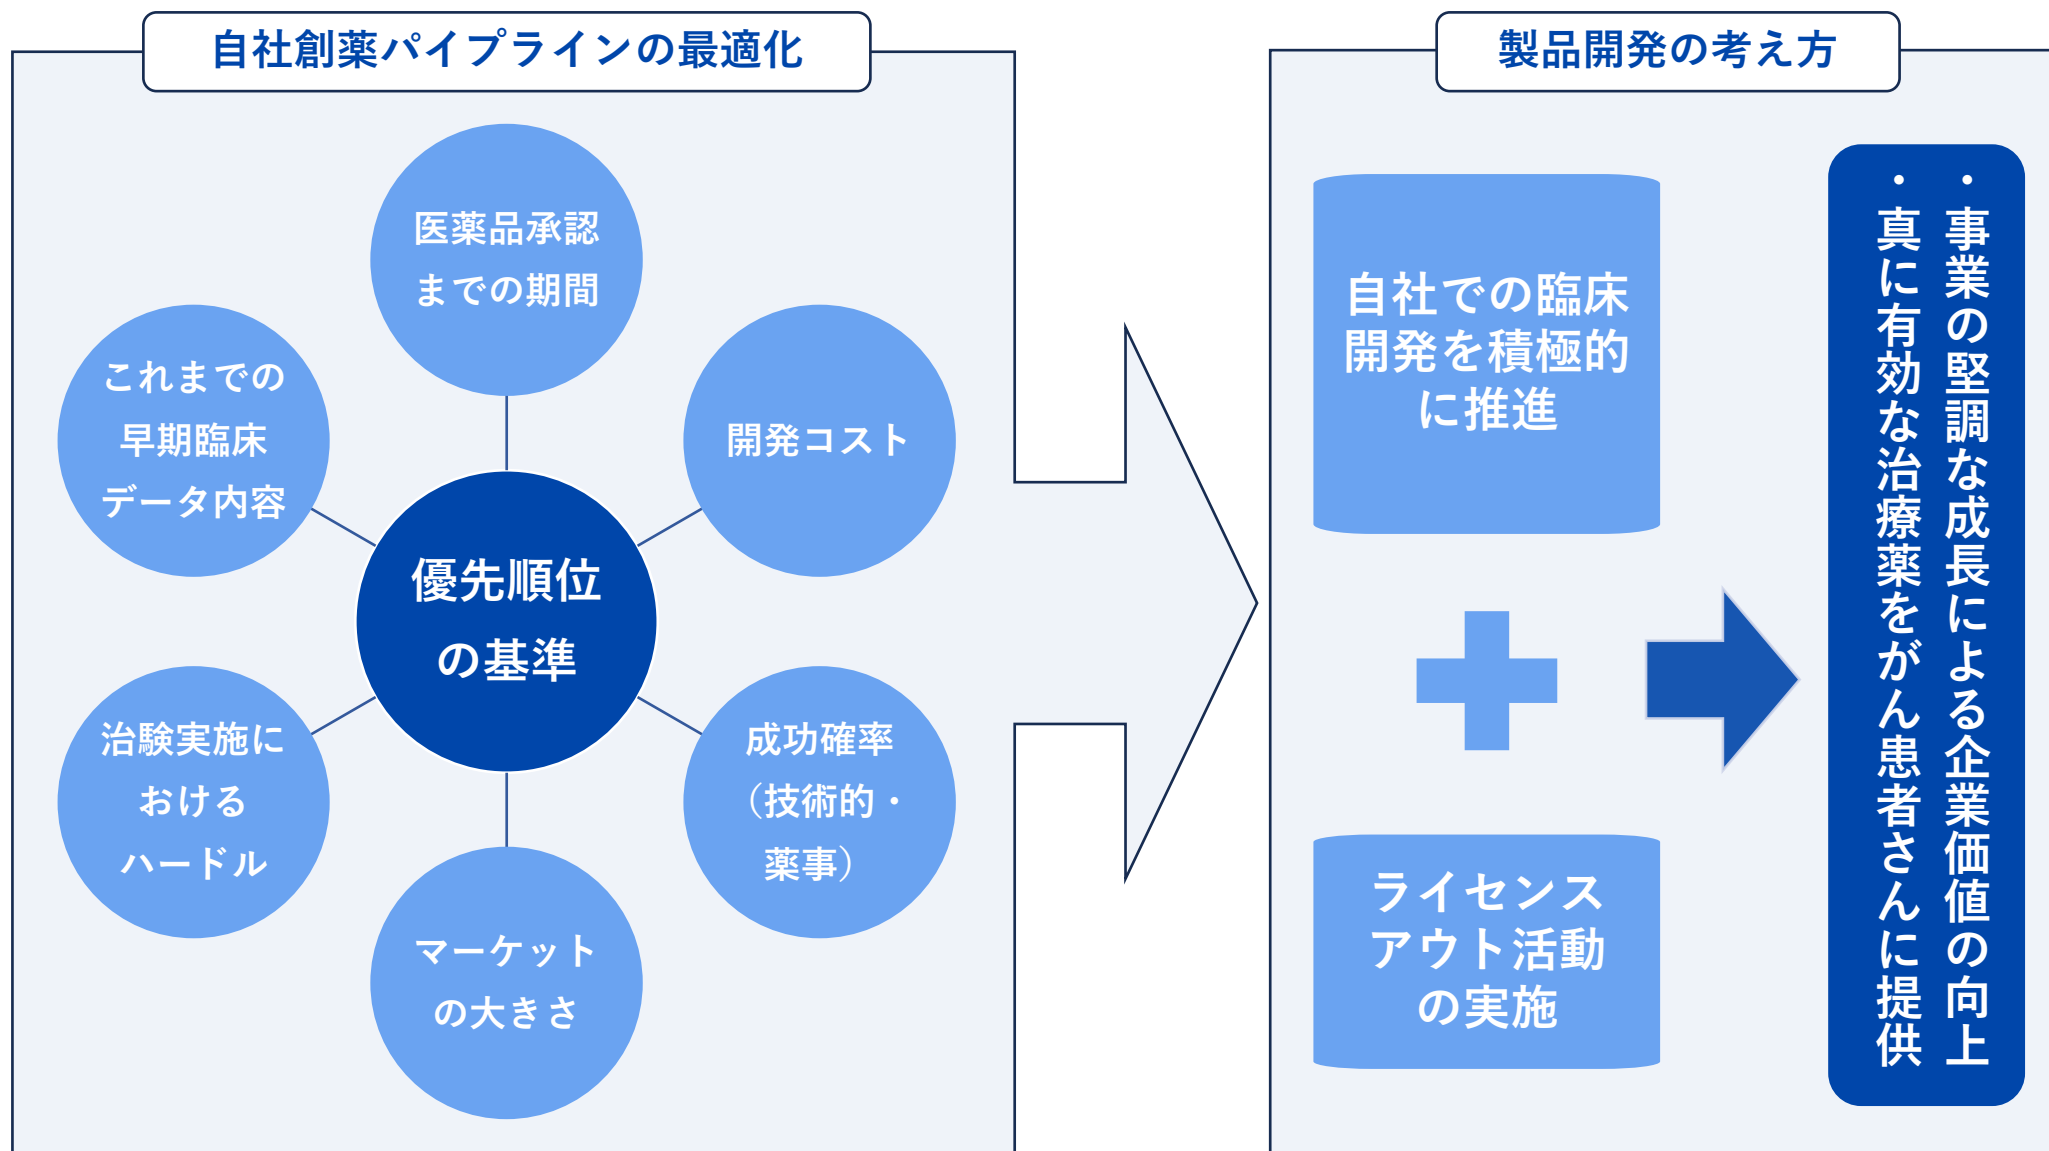 自社創薬パイプラインの最適化
医薬品承認
までの期間
開発コスト
成功確率
（技術的・
薬事）
マーケット
の大きさ
治験実施に
おける
ハードル
これまでの
早期臨床
データ内容
優先順位
の基準
製品開発の考え方
自社での臨床
開発を積極的
に推進
ライセンス
アウト活動
の実施
・事業の堅調な成長による企業価値の向上
・真に有効な治療薬をがん患者さんに提供